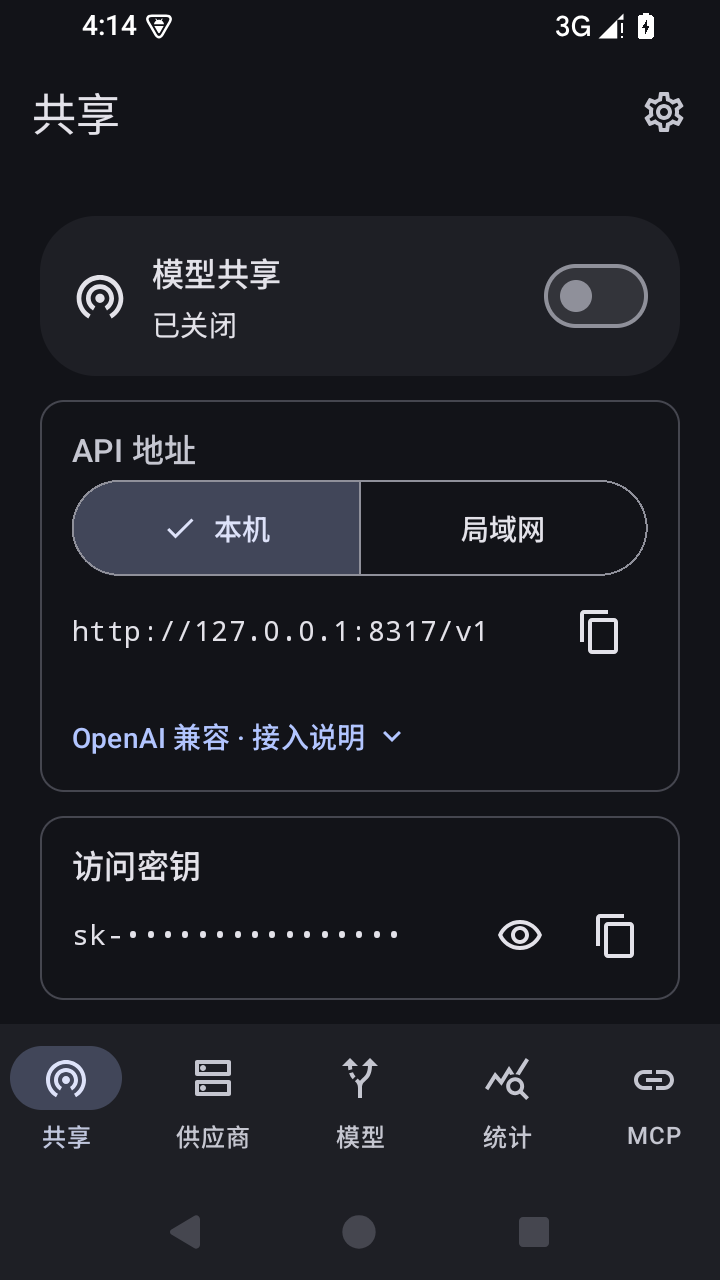 4:14
3G
共享
模型共享
已关闭
API 地址
本机
局域网
http://127.0.0.1:8317/v1
OpenAI 兼容 · 接入说明
访问密钥
sk-••••••••••••••••
共享
供应商
模型
统计
MCP